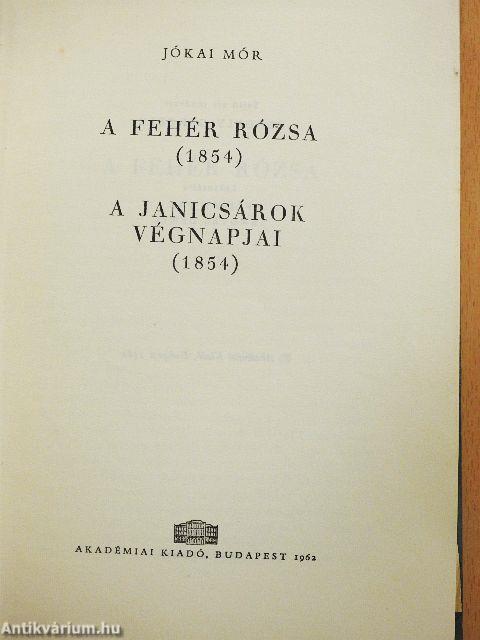 JÓKAI MÓR
A FEHÉR RÓZSA
(1854)
A JANICSÁROK
VÉGNAPJAI
(1854)
AKADÉMIAI KIADÓ, BUDAPEST 1962
Antikvárium.hu